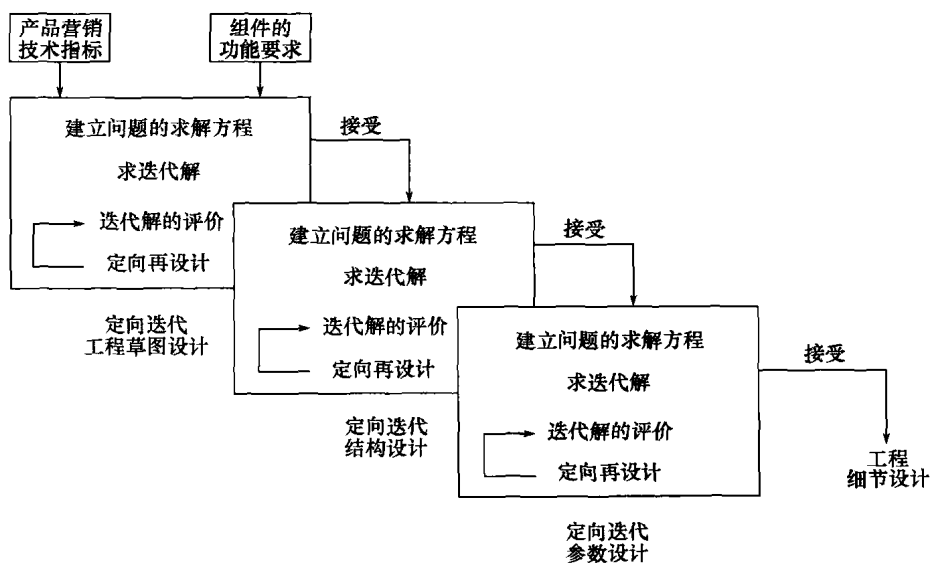 产品营销
技术指标
组件的
功能要求
建立问题的求解方程
求迭代解
迭代解的评价
定向再设计
定向迭代
工程草图设计
接受
建立问题的求解方程
求迭代解
迭代解的评价
定向再设计
定向迭代
结构设计
接受
建立问题的求解方程
求迭代解
迭代解的评价
定向再设计
定向迭代
参数设计
接受
工程
细节设计